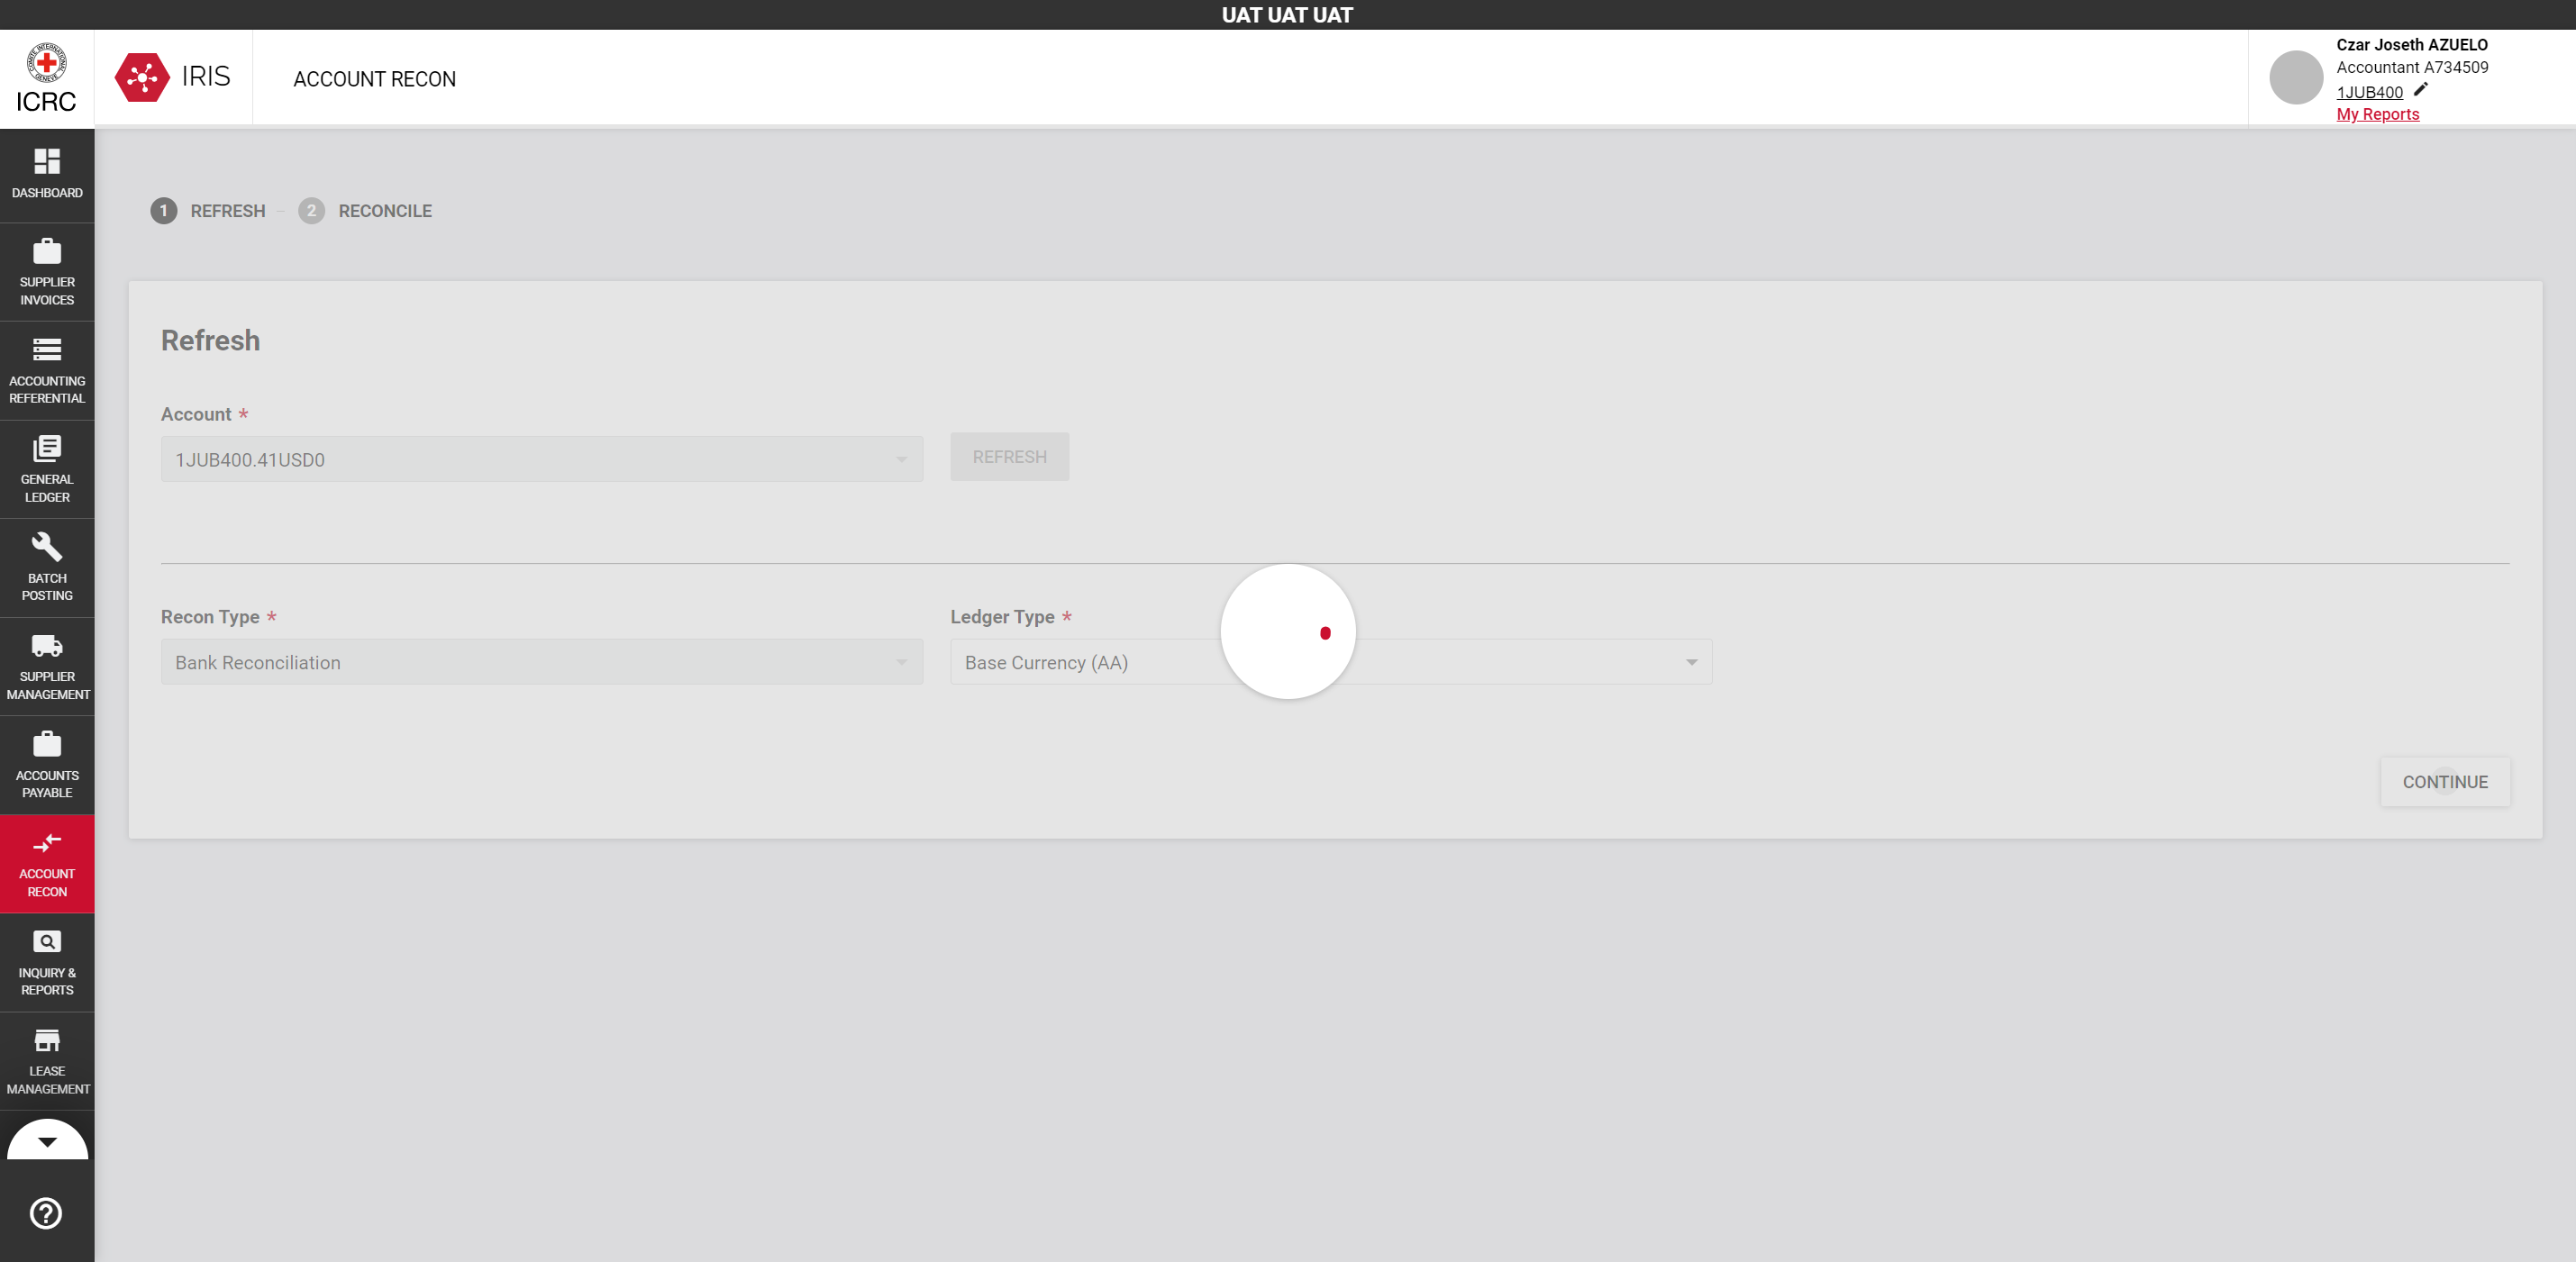 UAT UAT UAT
ICRC
IRIS
ACCOUNT RECON
Czar Joseth AZUELO
Accountant A734509
1JUB400
My Reports
DASHBOARD
SUPPLIER
INVOICES
ACCOUNTING
REFERENTIAL
GENERAL
LEDGER
BATCH
POSTING
SUPPLIER
MANAGEMENT
ACCOUNTS
PAYABLE
ACCOUNT
RECON
INQUIRY &
REPORTS
LEASE
MANAGEMENT
1 REFRESH – 2 RECONCILE
Refresh
Account *
1JUB400.41USD0
REFRESH
Recon Type *
Ledger Type *
Bank Reconciliation
Base Currency (AA)
CONTINUE